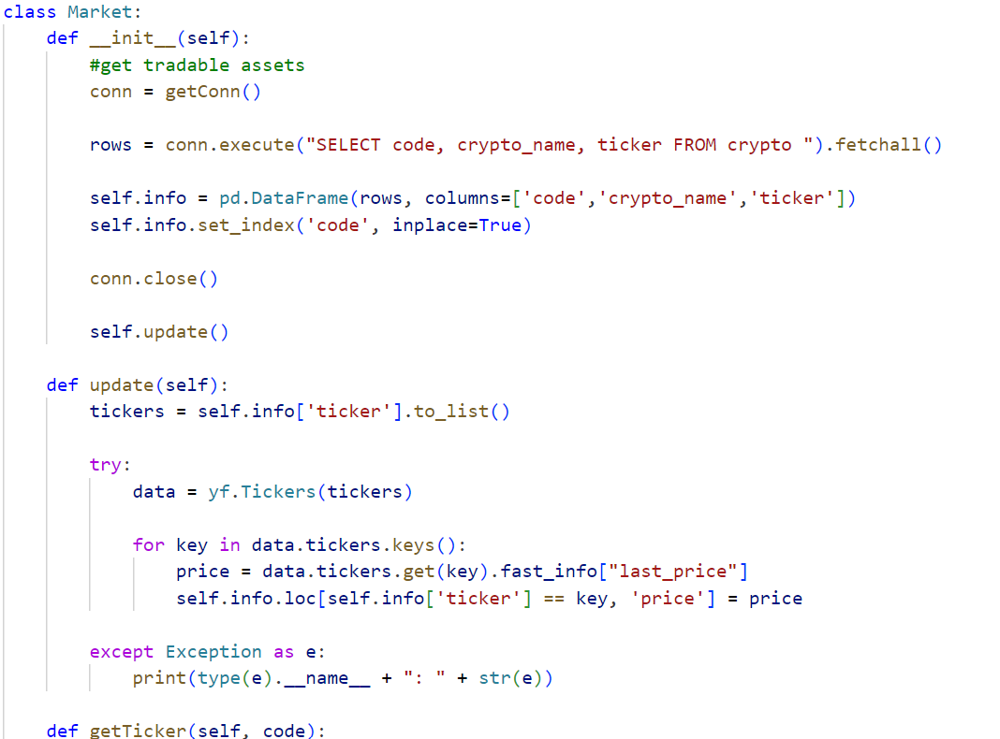 class Market:
    def __init__(self):
        #get tradable assets
        conn = getConn()

        rows = conn.execute("SELECT code, crypto_name, ticker FROM crypto ").fetchall()

        self.info = pd.DataFrame(rows, columns=['code','crypto_name','ticker'])
        self.info.set_index('code', inplace=True)

        conn.close()

        self.update()

    def update(self):
        tickers = self.info['ticker'].to_list()

        try:
            data = yf.Tickers(tickers)

            for key in data.tickers.keys():
                price = data.tickers.get(key).fast_info["last_price"]
                self.info.loc[self.info['ticker'] == key, 'price'] = price

        except Exception as e:
            print(type(e).__name__ + ": " + str(e))

    def getTicker(self, code):